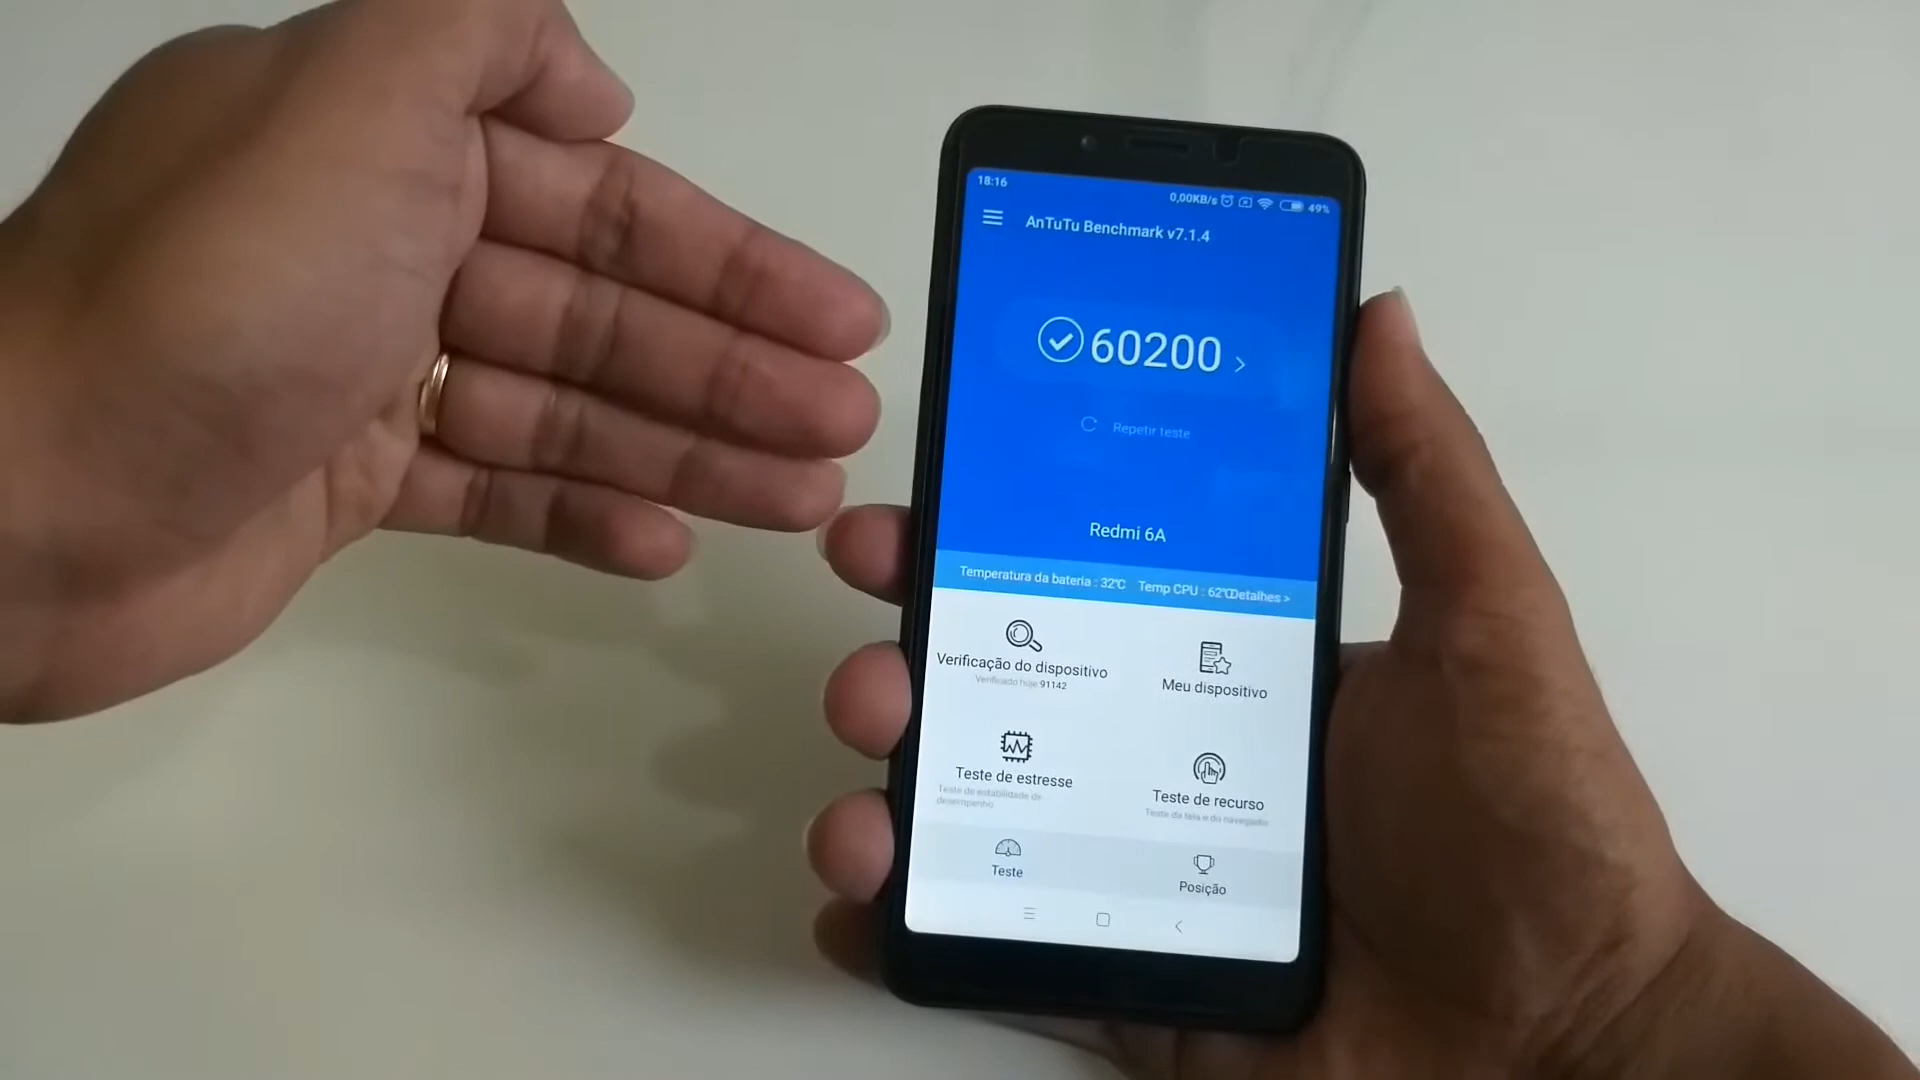 18:16
0,00KB/s 49%
AnTuTu Benchmark v7.1.4
60200
Repetir teste
Redmi 6A
Temperatura da bateria : 32℃ Temp CPU : 62℃ Detalhes >
Verificação do dispositivo
Verificado hoje 91142
Meu dispositivo
Teste de estresse
Teste de estabilidade de
desempenho
Teste de recurso
Teste da tela e do navegador
Teste
Posição